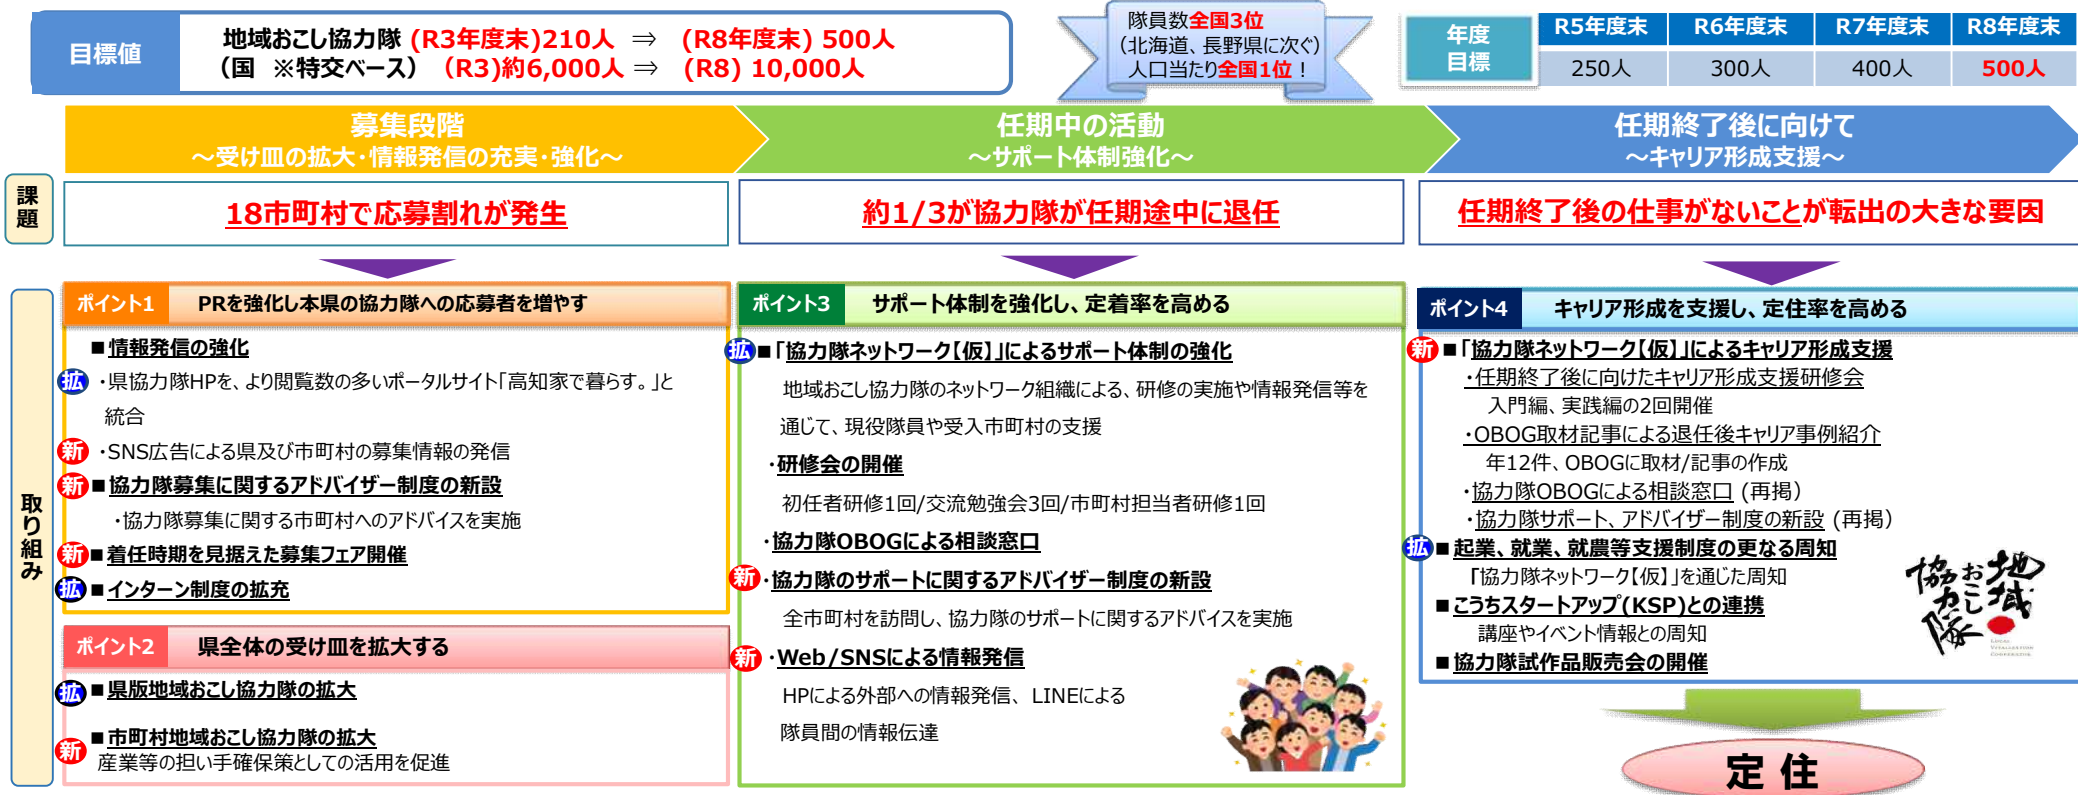 目標値
地域おこし協力隊 (R3年度末)210人 ⇒ (R8年度末) 500人
(国 ※特交ベース) (R3)約6,000人⇒ (R8) 10,000人
隊員数全国3位
(北海道、長野県に次ぐ)
人口当たり全国1位！
年度
目標
R5年度末 R6年度末 R7年度末 R8年度末
250人 300人 400人 500人
募集段階
～受け皿の拡大・情報発信の充実・強化～
任期中の活動
～サポート体制強化～
任期終了後に向けて
～キャリア形成支援～
課題
18市町村で応募割れが発生
約1/3が協力隊が任期途中に退任
任期終了後の仕事がないことが転出の大きな要因
取り組み
ポイント1 PRを強化し本県の協力隊への応募者を増やす
■情報発信の強化
拡 ・県協力隊HPを、より閲覧数の多いポータルサイト「高知家で暮らす。」と
統合
新 ・SNS広告による県及び市町村の募集情報の発信
新 ■協力隊募集に関するアドバイザー制度の新設
・協力隊募集に関する市町村へのアドバイスを実施
新 ■着任時期を見据えた募集フェア開催
拡 ■インターン制度の拡充
ポイント2 県全体の受け皿を拡大する
拡 ■県版地域おこし協力隊の拡大
新 ■市町村地域おこし協力隊の拡大
産業等の担い手確保策としての活用を促進
ポイント3 サポート体制を強化し、定着率を高める
拡 ■「協力隊ネットワーク【仮】」によるサポート体制の強化
地域おこし協力隊のネットワーク組織による、研修の実施や情報発信等を
通じて、現役隊員や受入市町村の支援
・研修会の開催
初任者研修1回/交流勉強会3回/市町村担当者研修1回
・協力隊OBOGによる相談窓口
新 ・協力隊のサポートに関するアドバイザー制度の新設
全市町村を訪問し、協力隊のサポートに関するアドバイスを実施
新 ・Web/SNSによる情報発信
HPによる外部への情報発信、LINEによる
隊員間の情報伝達
ポイント4 キャリア形成を支援し、定住率を高める
新 ■「協力隊ネットワーク【仮】」によるキャリア形成支援
・任期終了後に向けたキャリア形成支援研修会
入門編、実践編の2回開催
・OBOG取材記事による退任後キャリア事例紹介
年12件、OBOGに取材/記事の作成
・協力隊OBOGによる相談窓口 (再掲)
・協力隊サポート、アドバイザー制度の新設 (再掲)
拡 ■起業、就業、就農等支援制度の更なる周知
「協力隊ネットワーク【仮】」を通じた周知
■こうちスタートアップ(KSP)との連携
講座やイベント情報との周知
■協力隊試作品販売会の開催
地域
おこし
協力隊
定住